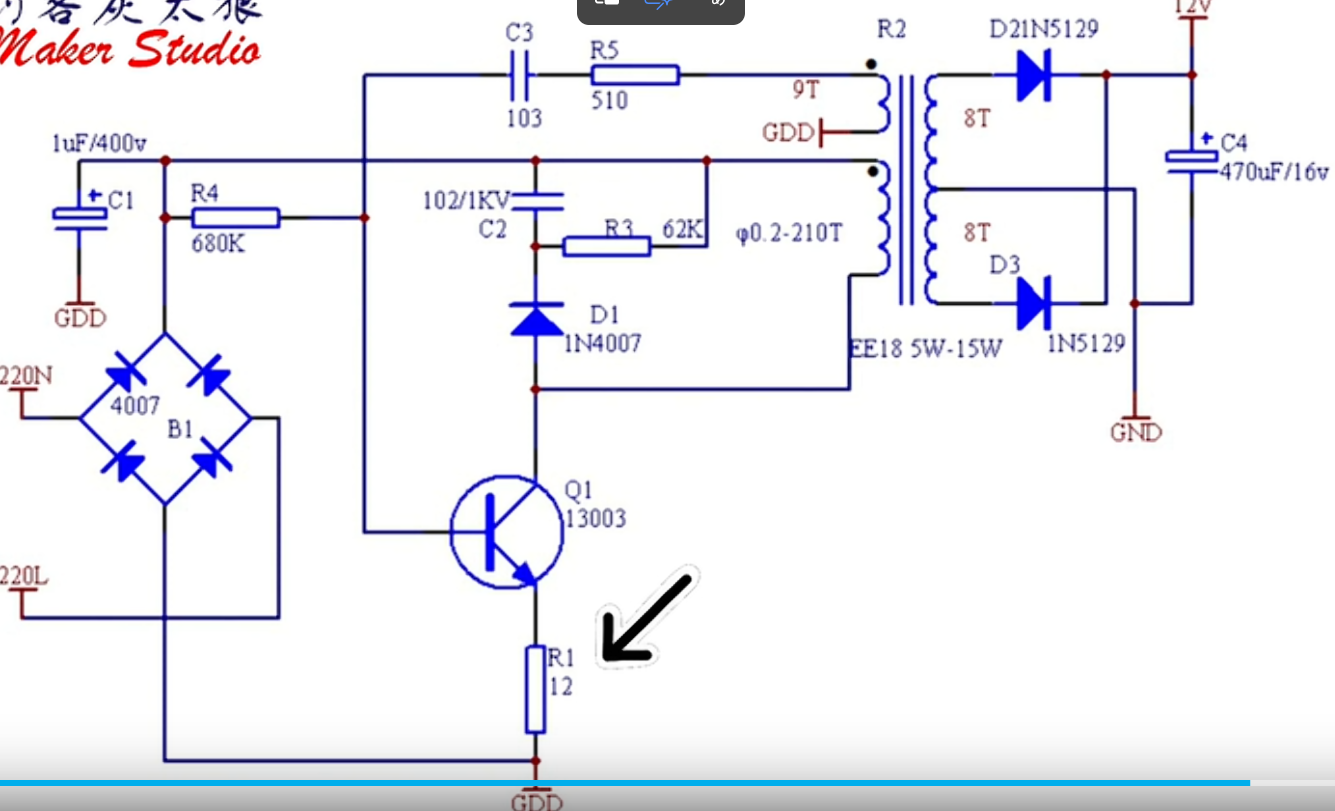 Maker Studio
12V
C3
R5
510
103
R2
D21N5129
9T
GDD
8T
1uF/400v
C1
R4
680K
102/1KV
C2
R3
62K
φ0.2-210T
C4
470uF/16v
8T
D3
GDD
D1
1N4007
EE18 5W-15W
1N5129
220N
4007
B1
GND
Q1
13003
220L
R1
12
GDD